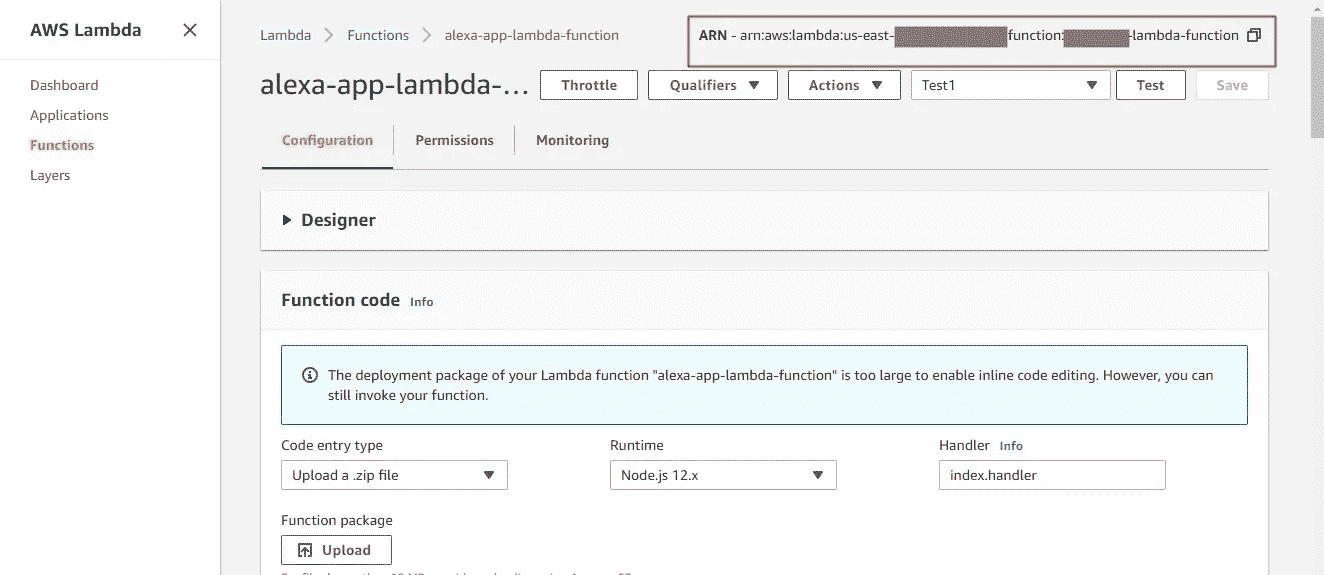 AWS Lambda
Dashboard
Applications
Functions
Layers
Lambda > Functions > alexa-app-lambda-function
ARN - arn:aws:lambda:us-east- function: -lambda-function
alexa-app-lambda-...
Throttle
Qualifiers
Actions
Test1
Test
Save
Configuration
Permissions
Monitoring
Designer
Function code Info
The deployment package of your Lambda function "alexa-app-lambda-function" is too large to enable inline code editing. However, you can
still invoke your function.
Code entry type
Runtime
Handler Info
Upload a .zip file
Node.js 12.x
index.handler
Function package
Upload